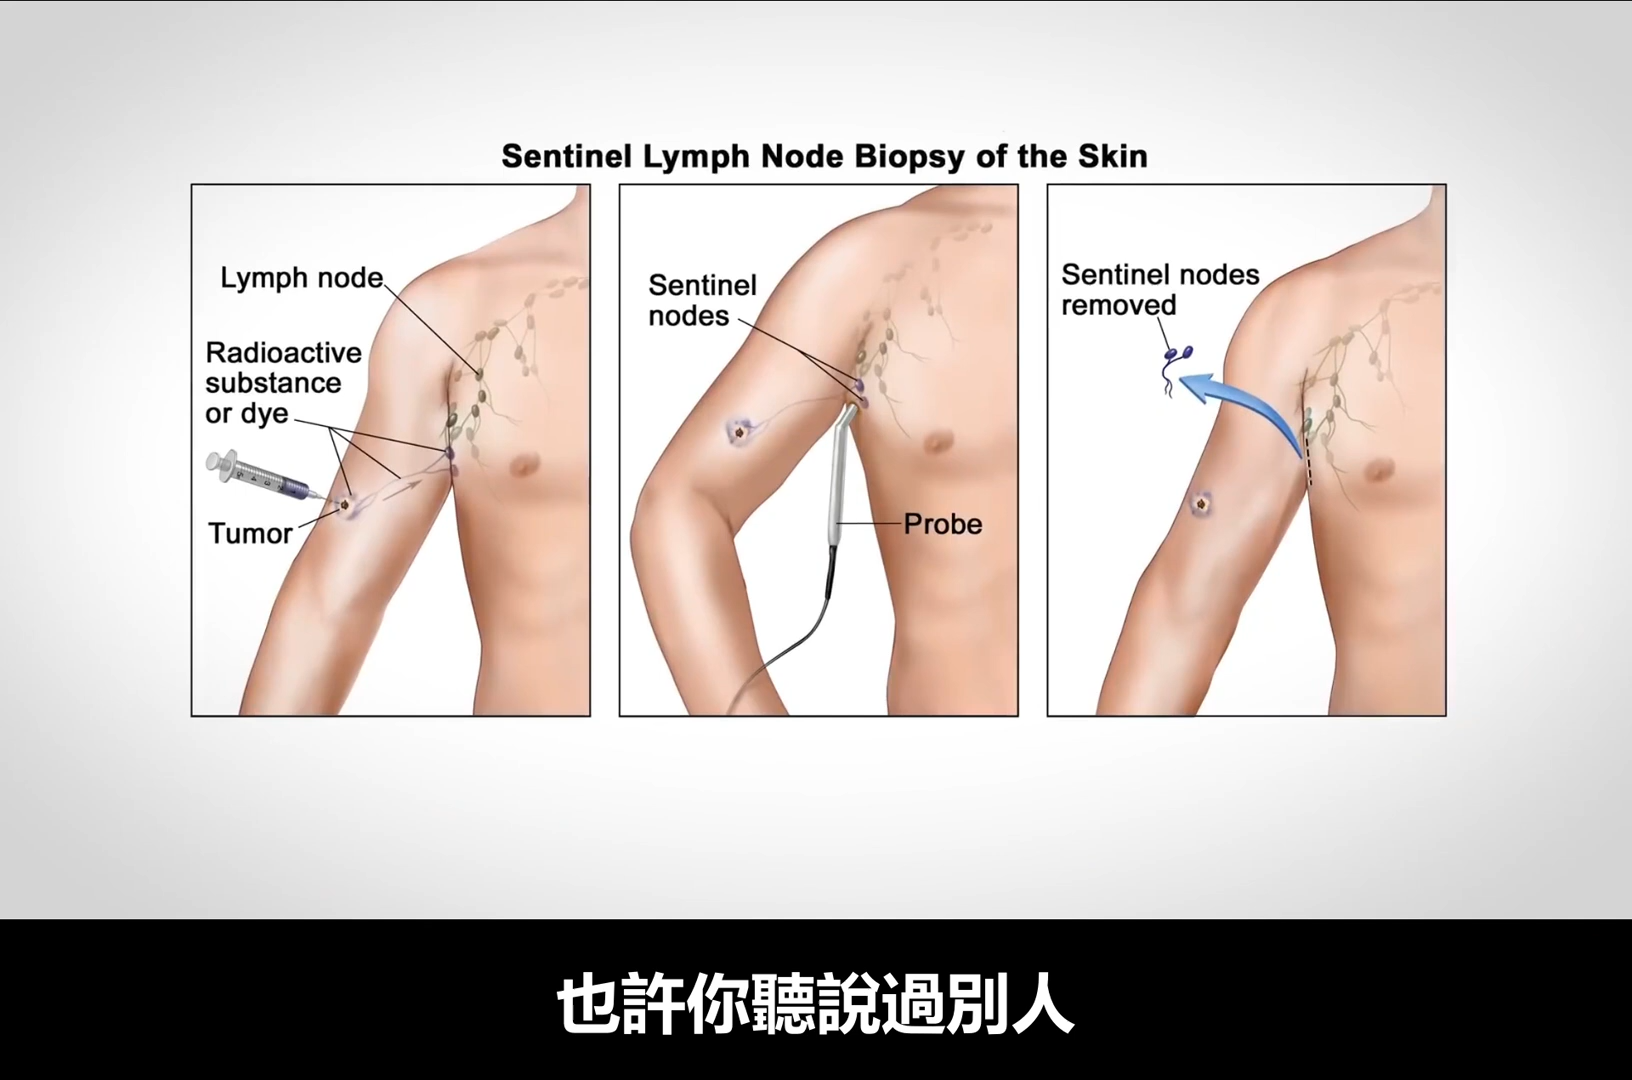 Sentinel Lymph Node Biopsy of the Skin
Lymph node
Radioactive
substance
or dye
Tumor
Sentinel
nodes
Probe
Sentinel nodes
removed
也許你聽說過別人